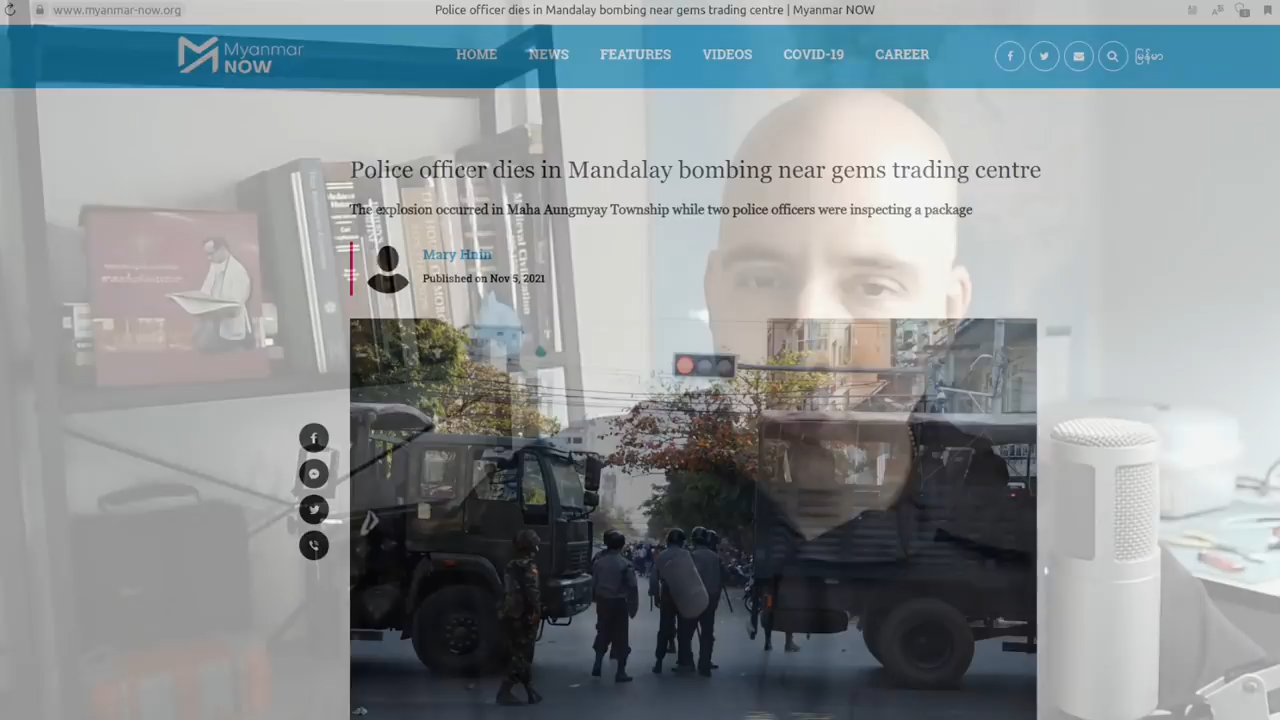 www.myanmar-now.org
Police officer dies in Mandalay bombing near gems trading centre | Myanmar NOW
Myanmar
NOW
HOME
NEWS
FEATURES
VIDEOS
COVID-19
CAREER
မြန်မာ
Police officer dies in Mandalay bombing near gems trading centre
The explosion occurred in Maha Aungmyay Township while two police officers were inspecting a package
Mary Hnin
Published on Nov 5, 2021
Medieval Civilization